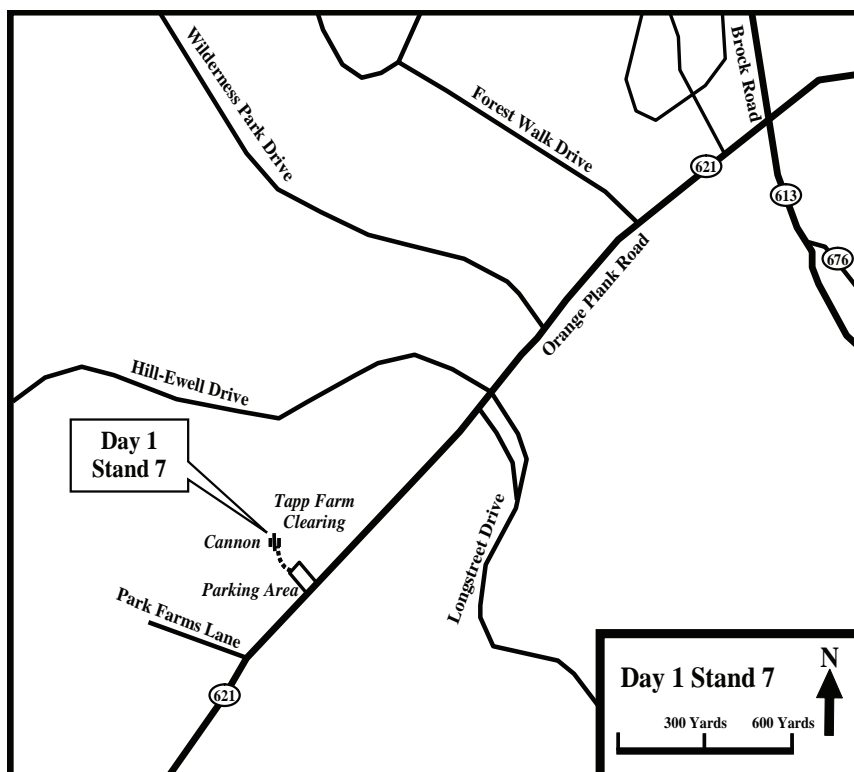 Wilderness Park Drive
Forest Walk Drive
Brock Road
621
613
676
Orange Plank Road
Hill-Ewell Drive
Day 1
Stand 7
Tapp Farm
Clearing
Cannon
Parking Area
Longstreet Drive
Park Farms Lane
621
Day 1 Stand 7
N
300 Yards
600 Yards